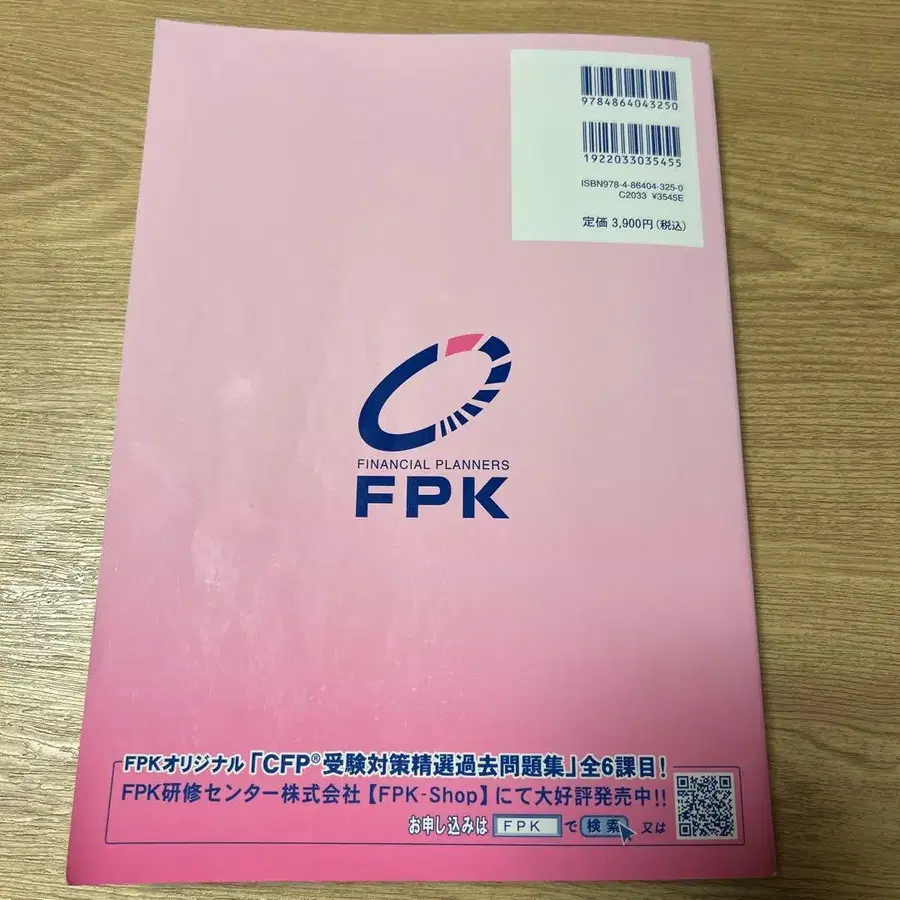 9784864043250
1922033035455
ISBN978-4-86404-325-0
C2033 ¥3545E
定価 3,900円(税込)
FINANCIAL PLANNERS
FPK
FPKオリジナル「CFP®受験対策精選過去問題集」全6課目!
FPK研修センター株式会社【FPK-Shop】にて大好評発売中!!
お申し込みは FPK で 検索 又は